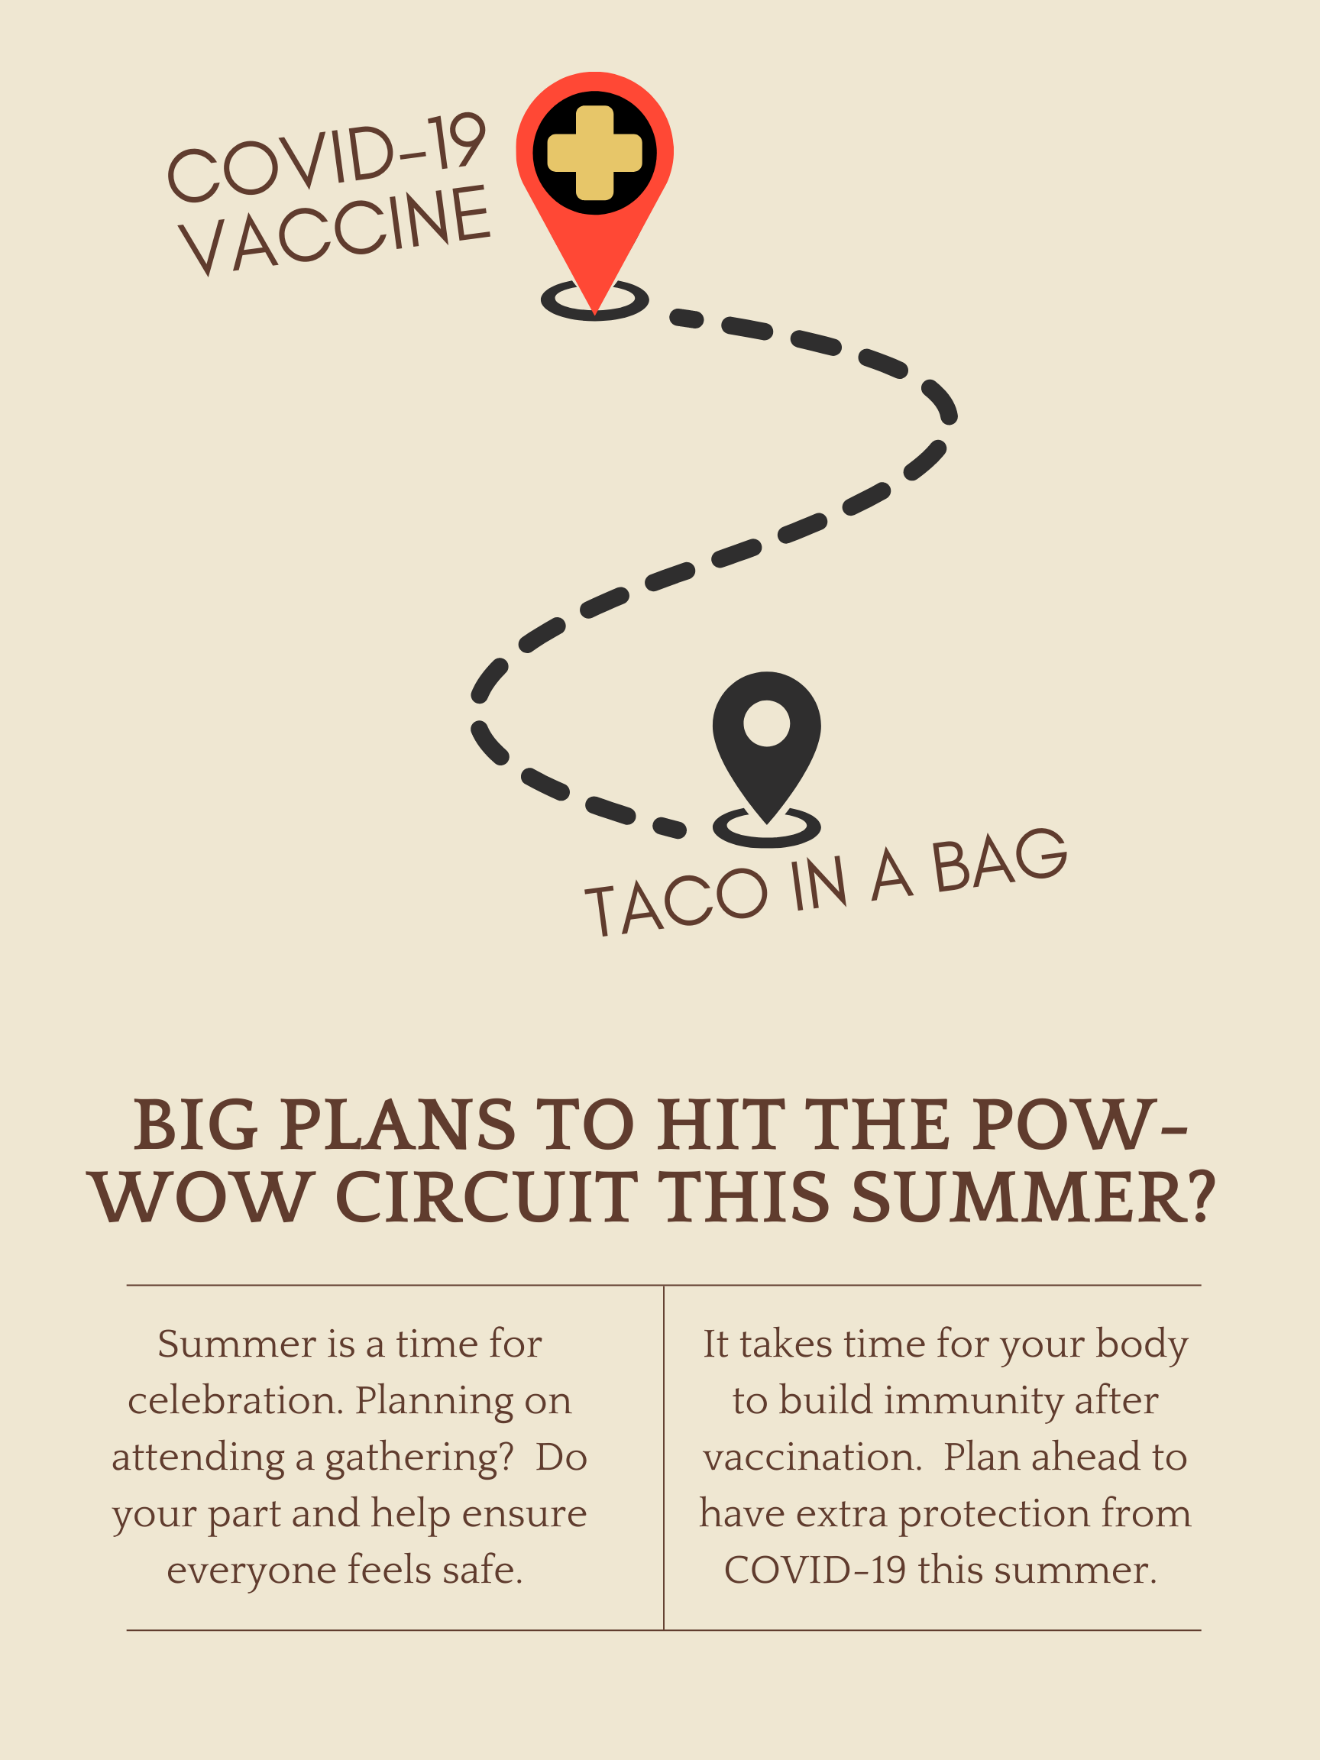 COVID-19
VACCINE
TACO IN A BAG
BIG PLANS TO HIT THE POW-
WOW CIRCUIT THIS SUMMER?
Summer is a time for
celebration. Planning on
attending a gathering?  Do
your part and help ensure
everyone feels safe.
It takes time for your body
to build immunity after
vaccination.  Plan ahead to
have extra protection from
COVID-19 this summer.